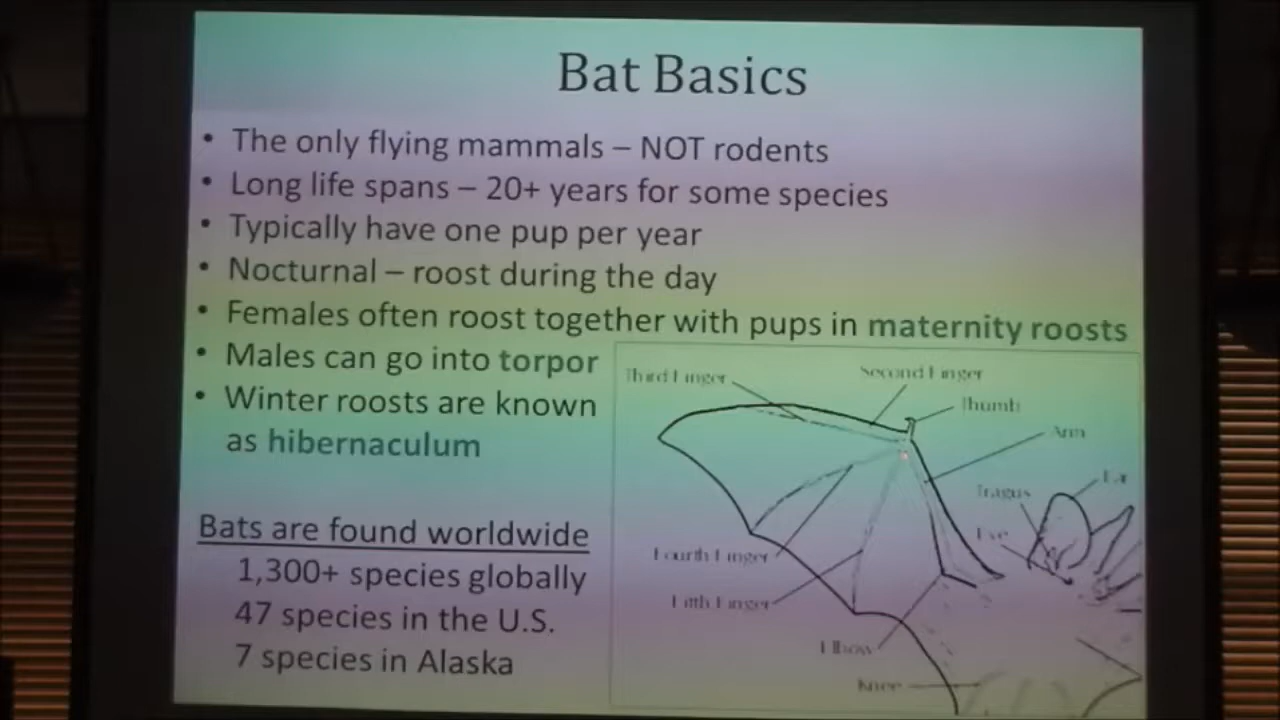 Bat Basics
• The only flying mammals – NOT rodents
• Long life spans – 20+ years for some species
• Typically have one pup per year
• Nocturnal – roost during the day
• Females often roost together with pups in maternity roosts
• Males can go into torpor
• Winter roosts are known
as hibernaculum
Bats are found worldwide
1,300+ species globally
47 species in the U.S.
7 species in Alaska
Third Finger
Second Finger
Thumb
Arm
Ear
Tragus
Eye
Fourth Finger
Fifth Finger
Elbow
Knee